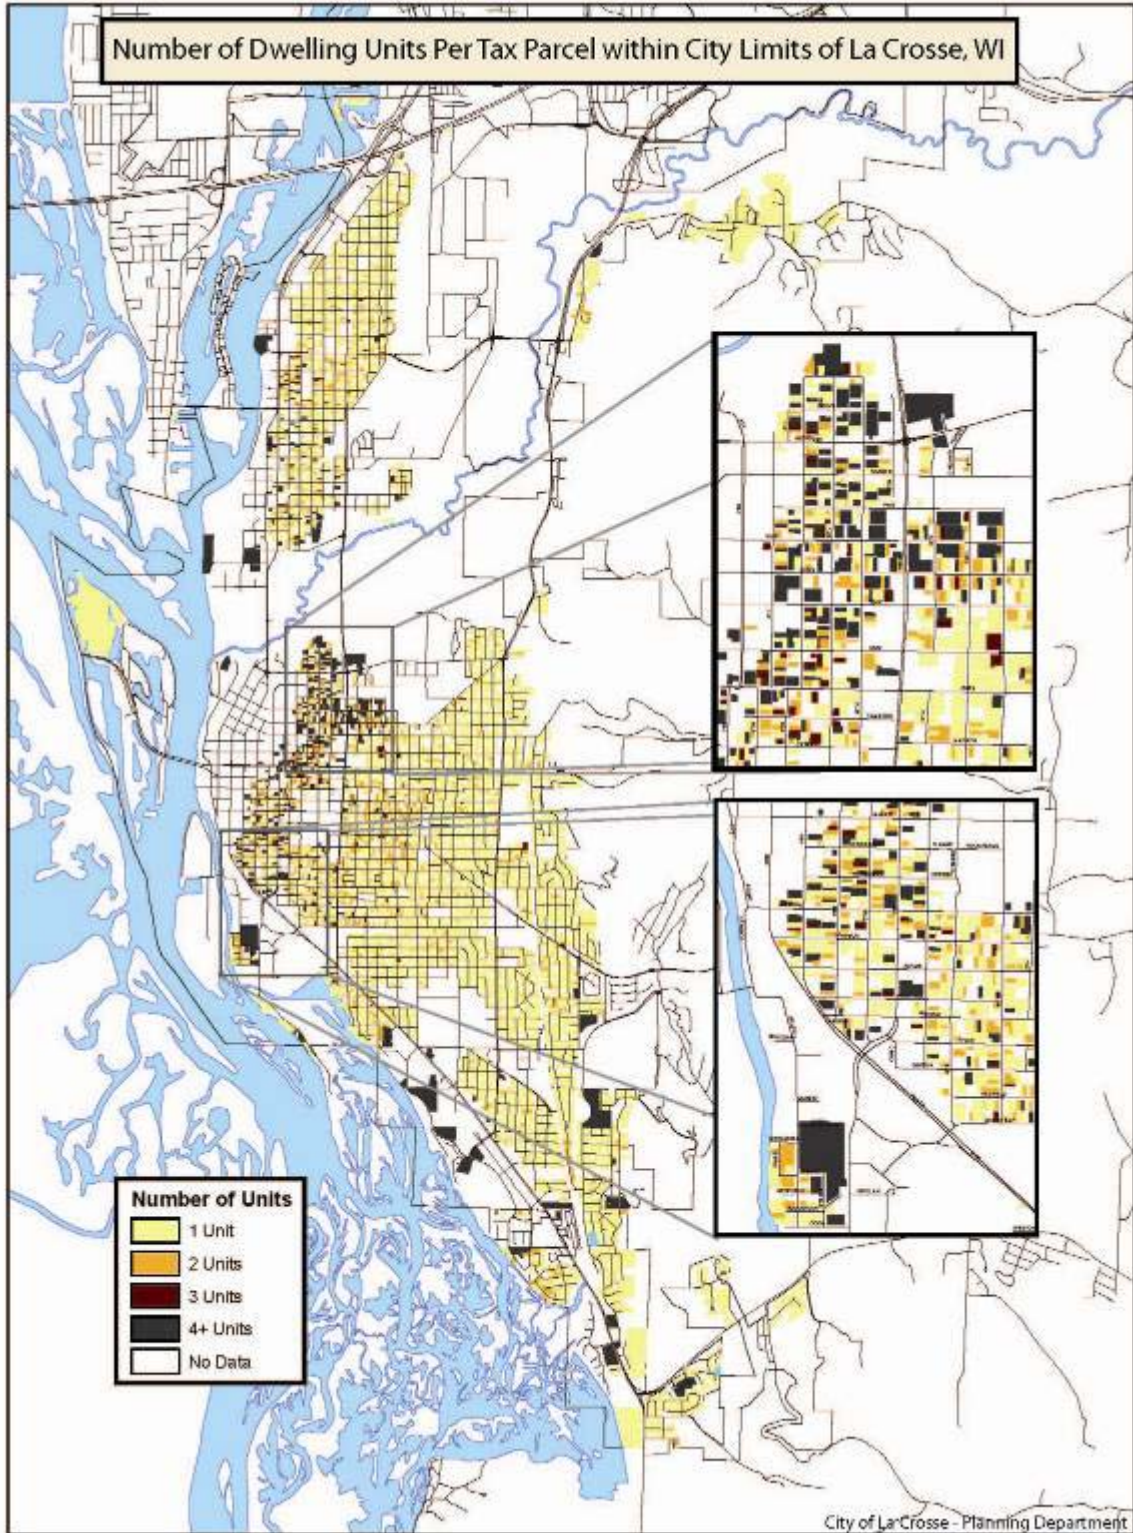 Number of Dwelling Units Per Tax Parcel within City Limits of La Crosse, WI
Number of Units
1 Unit
2 Units
3 Units
4+ Units
No Data
City of La Crosse - Planning Department